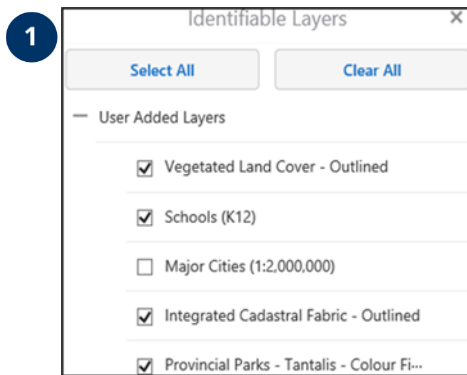 1
Identifiable Layers
Select All Clear All
User Added Layers
Vegetated Land Cover - Outlined
Schools (K12)
Major Cities (1:2,000,000)
Integrated Cadastral Fabric - Outlined
Provincial Parks - Tantalis - Colour Fi...